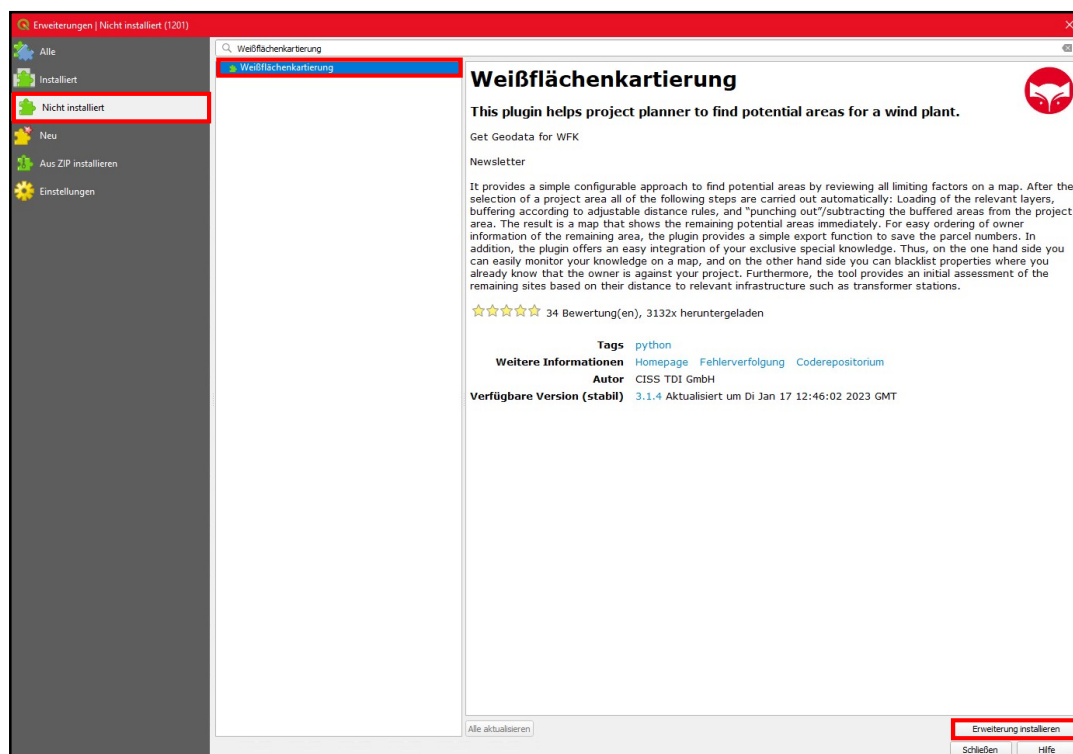 Erweiterungen | Nicht installiert (1201)
Alle
Installiert
Nicht installiert
Neu
Aus ZIP installieren
Einstellungen
Weißflächenkartierung
Weißflächenkartierung
Weißflächenkartierung
This plugin helps project planner to find potential areas for a wind plant.
Get Geodata for WFK
Newsletter
It provides a simple configurable approach to find potential areas by reviewing all limiting factors on a map. After the
selection of a project area all of the following steps are carried out automatically: Loading of the relevant layers,
buffering according to adjustable distance rules, and "punching out"/subtracting the buffered areas from the project
area. The result is a map that shows the remaining potential areas immediately. For easy ordering of owner
information of the remaining area, the plugin provides a simple export function to save the parcel numbers. In
addition, the plugin offers an easy integration of your exclusive special knowledge. Thus, on the one hand side you
can easily monitor your knowledge on a map, and on the other hand side you can blacklist properties where you
already know that the owner is against your project. Furthermore, the tool provides an initial assessment of the
remaining sites based on their distance to relevant infrastructure such as transformer stations.
34 Bewertung(en), 3132x heruntergeladen
Tags python
Weitere Informationen Homepage Fehlerverfolgung Coderepositorium
Autor CISS TDI GmbH
Verfügbare Version (stabil) 3.1.4 Aktualisiert um Di Jan 17 12:46:02 2023 GMT
Alle aktualisieren
Erweiterung installieren
Schließen Hilfe